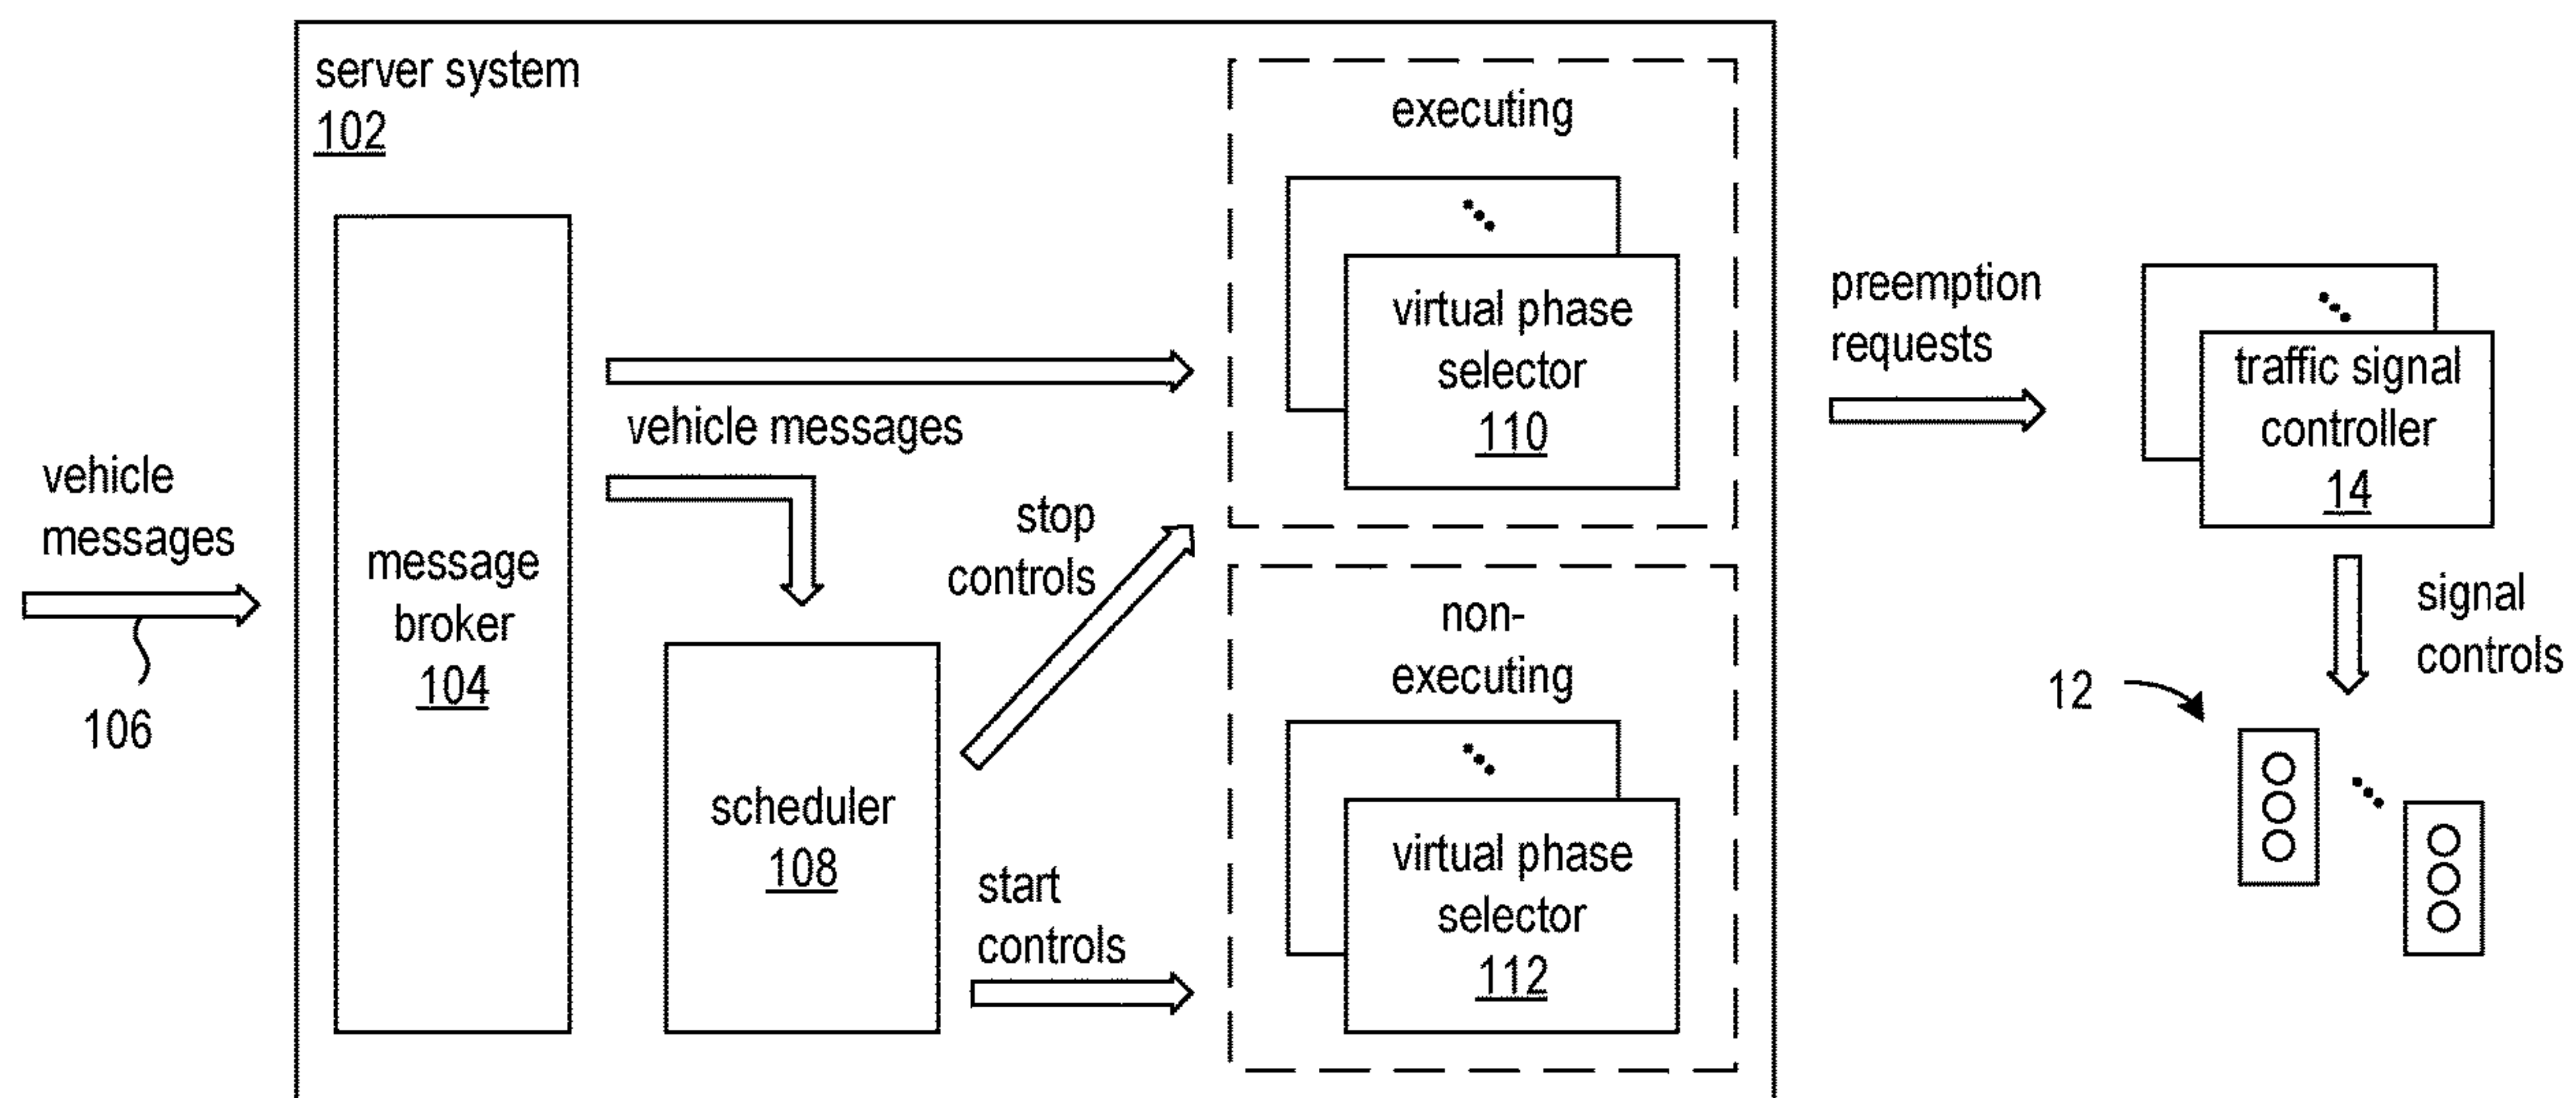 server system
102
executing
virtual phase
selector
110
preemption
requests
traffic signal
controller
14
vehicle messages
vehicle
messages
106
message
broker
104
stop
controls
signal
controls
12
non-
executing
scheduler
108
start
controls
virtual phase
selector
112